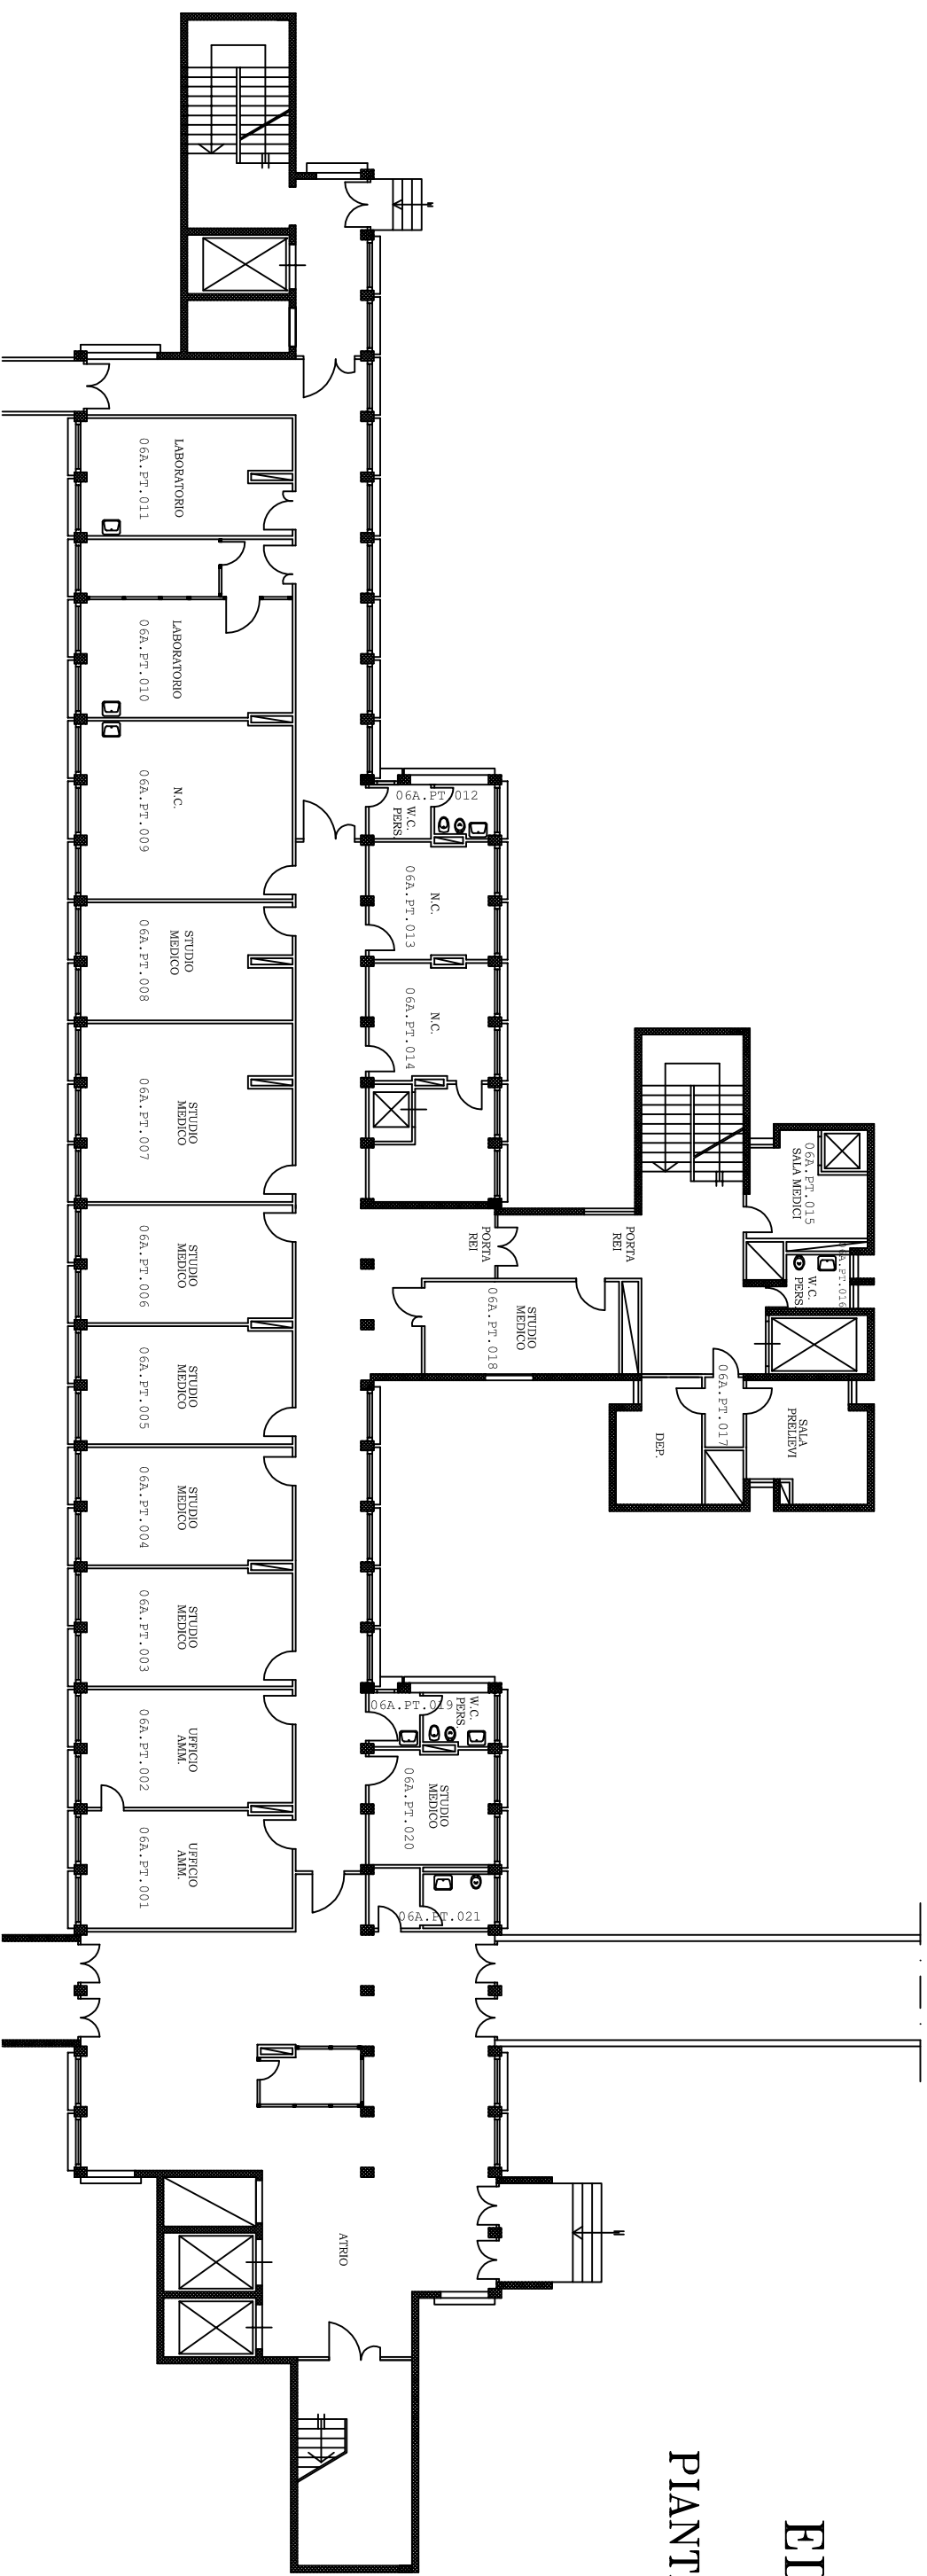 LABORATORIO
06A.PT.011
LABORATORIO
06A.PT.010
N.C.
06A.PT.009
STUDIO
MEDICO
06A.PT.008
STUDIO
MEDICO
06A.PT.007
STUDIO
MEDICO
06A.PT.006
STUDIO
MEDICO
06A.PT.005
STUDIO
MEDICO
06A.PT.004
STUDIO
MEDICO
06A.PT.003
UFFICIO
AMM.
06A.PT.002
UFFICIO
AMM.
06A.PT.001
06A.PT.012
W.C.
PERS.
N.C.
06A.PT.013
N.C.
06A.PT.014
06A.PT.015
SALA MEDICI
06A.PT.016
W.C.
PERS.
PORTA
REI
PORTA
REI
STUDIO
MEDICO
06A.PT.018
06A.PT.017
SALA
PRELIEVI
DEP.
W.C.
PERS.
06A.PT.019
STUDIO
MEDICO
06A.PT.020
06A.PT.021
ATRIO
EI
PIANT